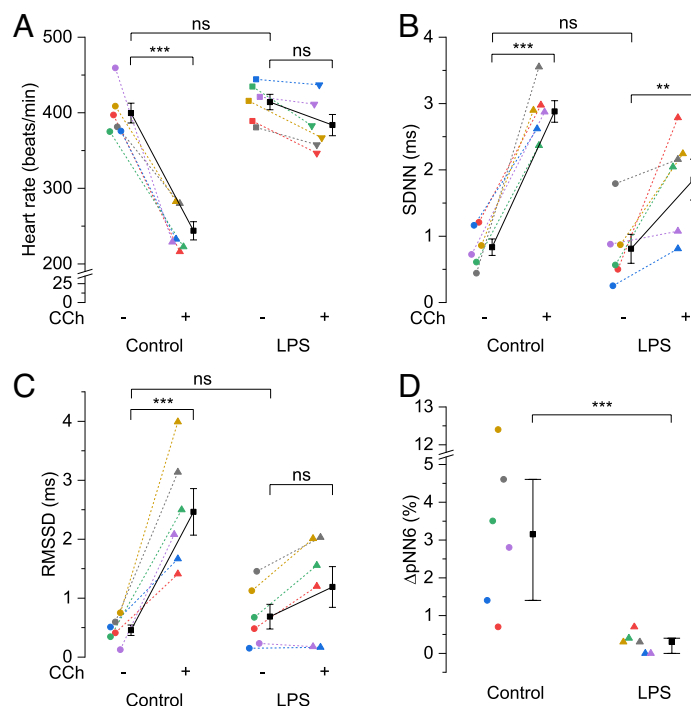 A
ns
***
ns
Heart rate (beats/min)
500
400
300
200
25
0
CCh - + - +
Control LPS
B
ns
***
**
SDNN (ms)
4
3
2
1
0
CCh - + - +
Control LPS
C
ns
***
ns
RMSSD (ms)
4
3
2
1
0
CCh - + - +
Control LPS
D
***
ΔpNN6 (%)
13
12
5
4
3
2
1
0
Control LPS